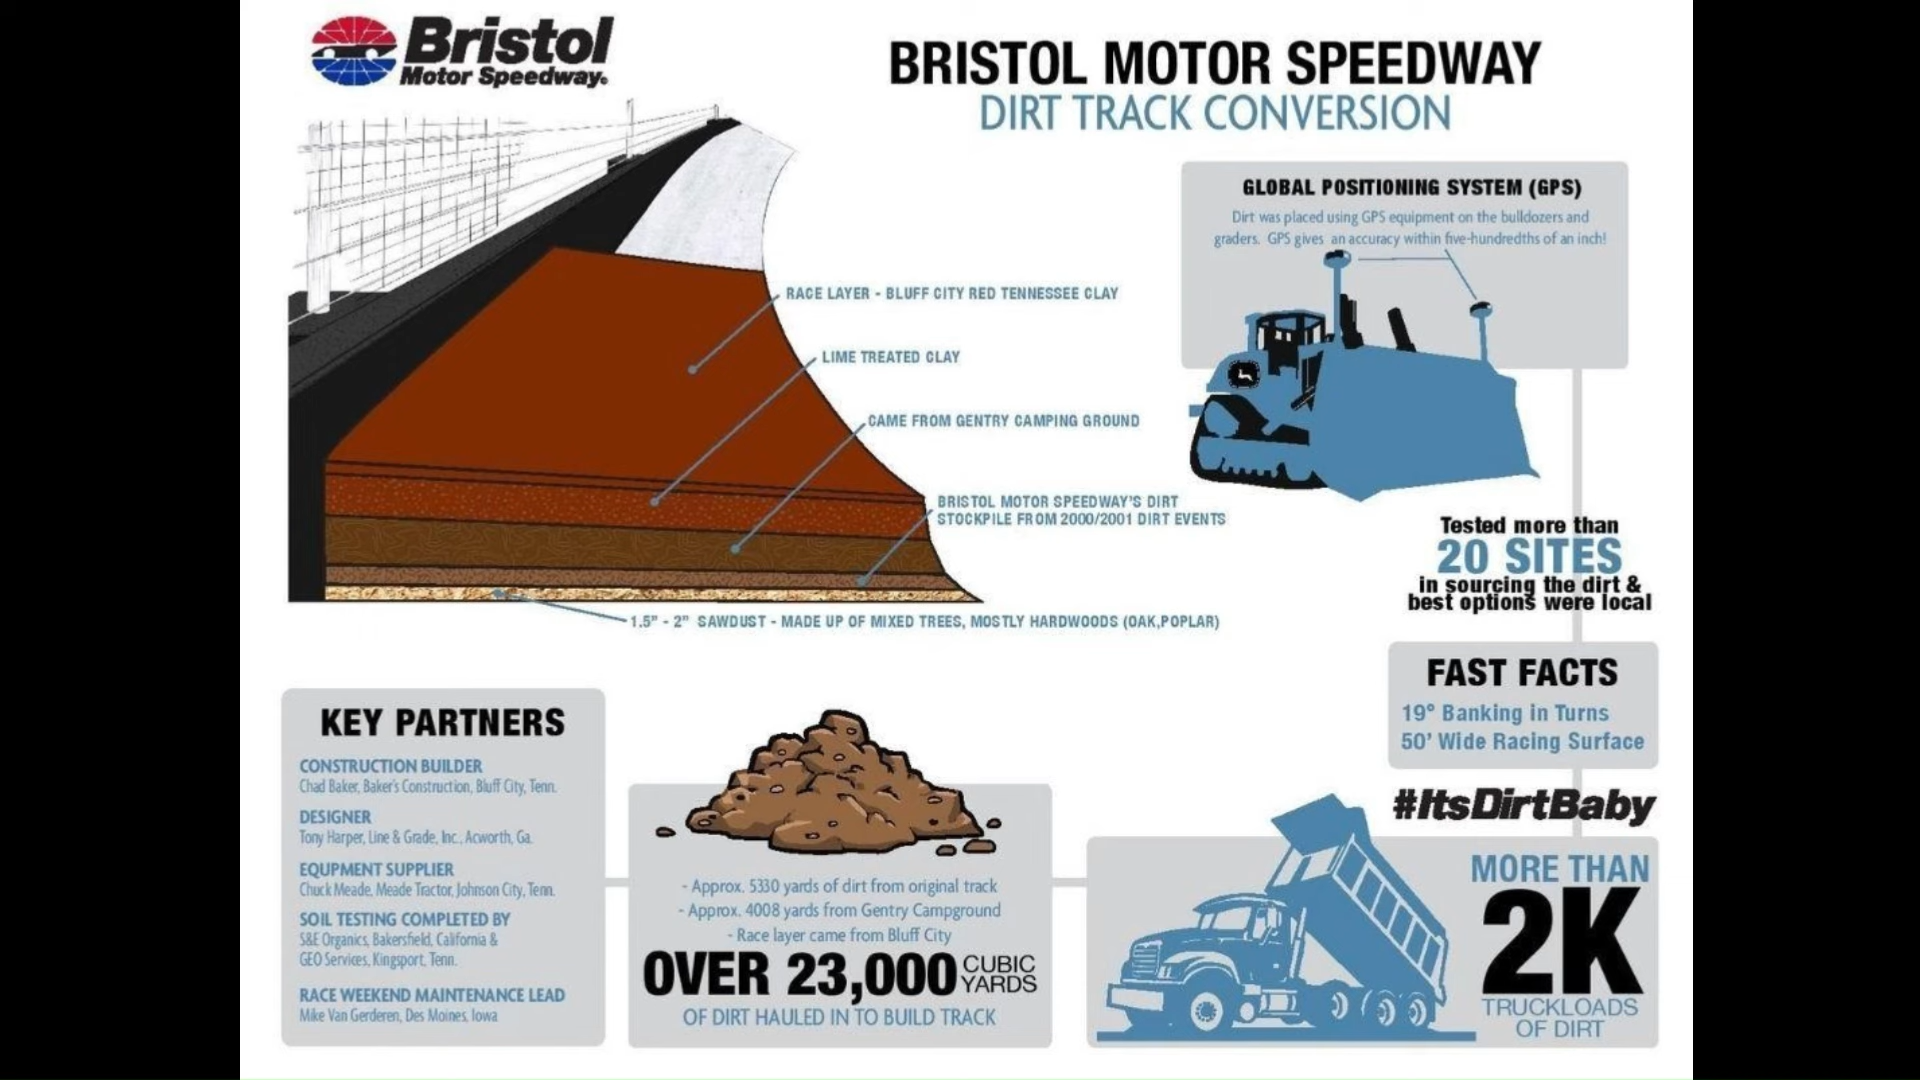 Bristol
Motor Speedway.
BRISTOL MOTOR SPEEDWAY
DIRT TRACK CONVERSION
GLOBAL POSITIONING SYSTEM (GPS)
Dirt was placed using GPS equipment on the bulldozers and
graders. GPS gives an accuracy within five-hundredths of an inch!
RACE LAYER - BLUFF CITY RED TENNESSEE CLAY
LIME TREATED CLAY
CAME FROM GENTRY CAMPING GROUND
BRISTOL MOTOR SPEEDWAY'S DIRT
STOCKPILE FROM 2000/2001 DIRT EVENTS
1.5" - 2" SAWDUST - MADE UP OF MIXED TREES, MOSTLY HARDWOODS (OAK,POPLAR)
Tested more than
20 SITES
in sourcing the dirt &
best options were local
FAST FACTS
19° Banking in Turns
50' Wide Racing Surface
#ItsDirtBaby
KEY PARTNERS
CONSTRUCTION BUILDER
Chad Baker, Baker's Construction, Bluff City, Tenn.
DESIGNER
Tony Harper, Line & Grade, Inc., Acworth, Ga.
EQUPMENT SUPPLIER
Chuck Meade, Meade Tractor, Johnson City, Tenn.
SOIL TESTING COMPLETED BY
S&E Organics, Bakersfield, California &
GEO Services, Kingsport, Tenn.
RACE WEEKEND MAINTENANCE LEAD
Mike Van Gerderen, Des Moines, Iowa
- Approx. 5330 yards of dirt from original track
- Approx. 4008 yards from Gentry Campground
- Race layer came from Bluff City
OVER 23,000 CUBIC YARDS
OF DIRT HAULED IN TO BUILD TRACK
MORE THAN
2K
TRUCKLOADS
OF DIRT